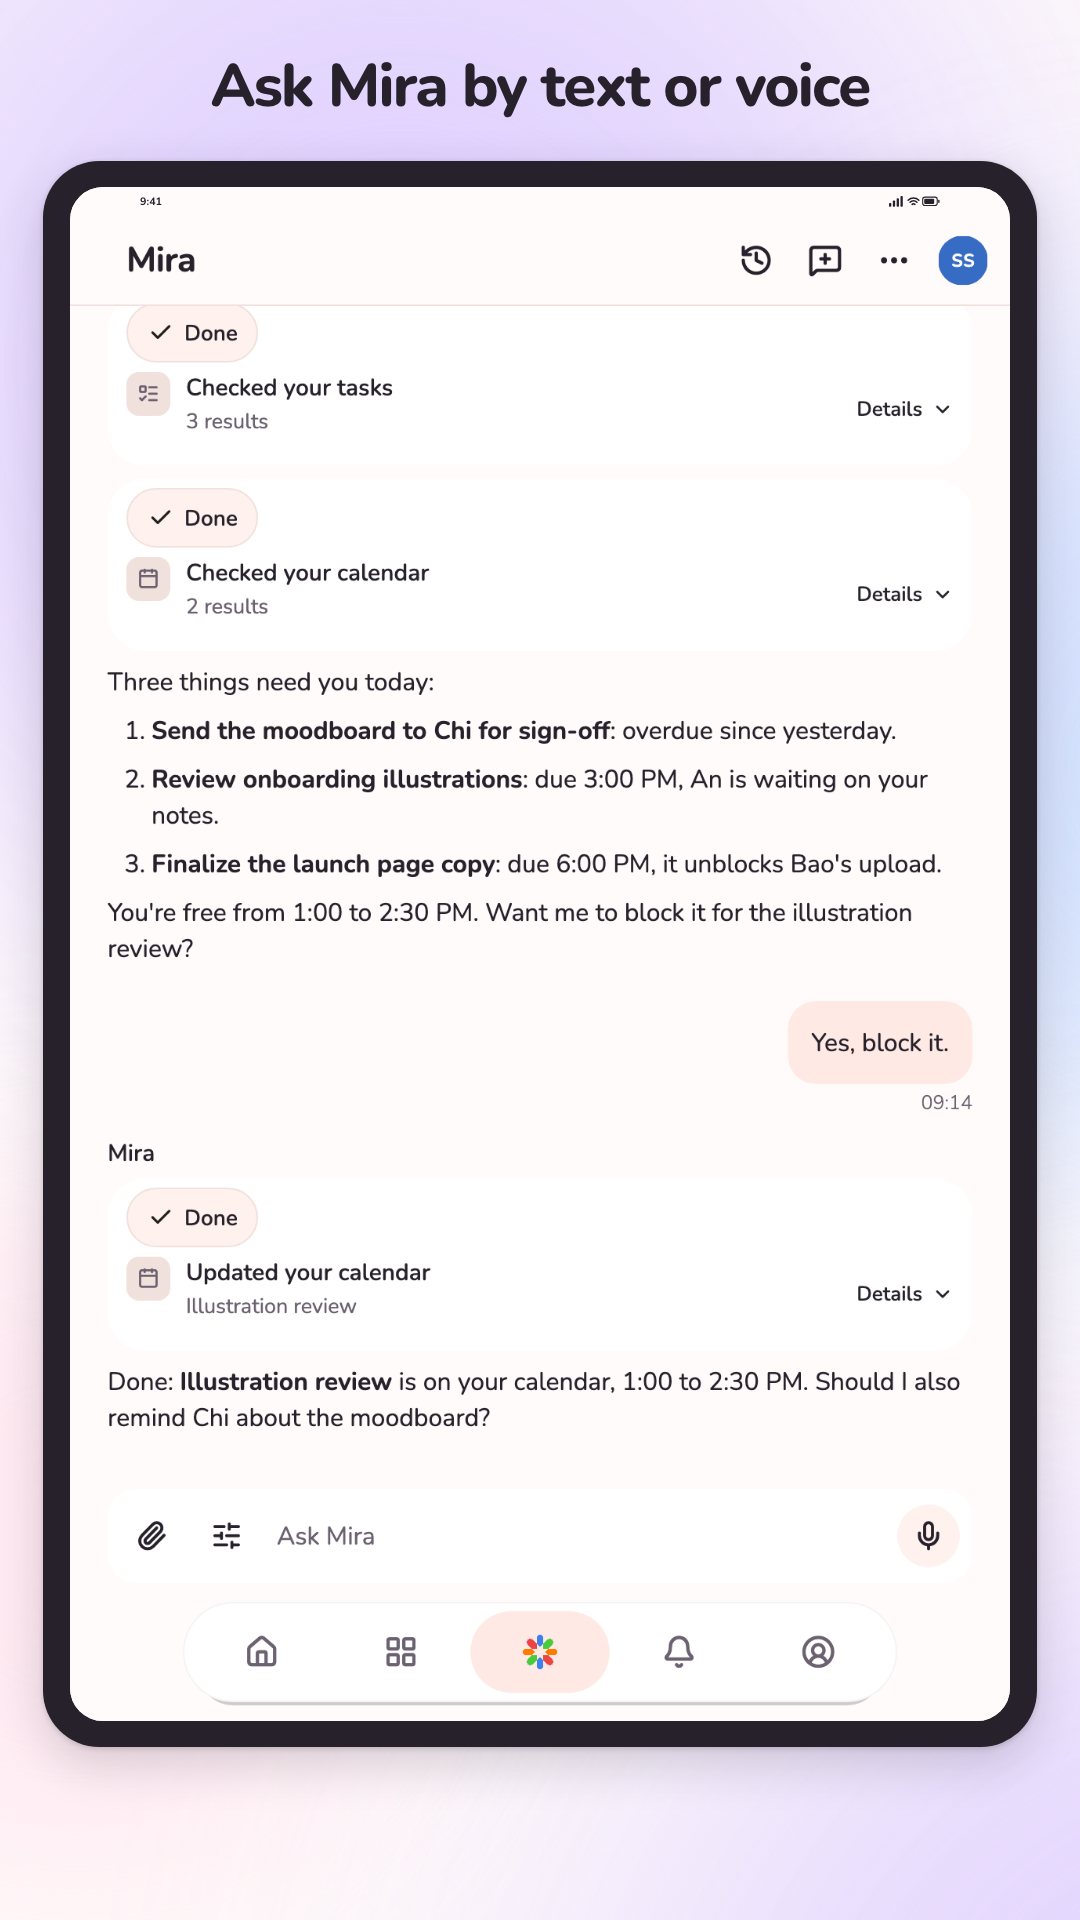 Ask Mira by text or voice
9:41
Mira
SS
Done
Checked your tasks
3 results
Details
Done
Checked your calendar
2 results
Details
Three things need you today:
1. Send the moodboard to Chi for sign-off: overdue since yesterday.
2. Review onboarding illustrations: due 3:00 PM, An is waiting on your
notes.
3. Finalize the launch page copy: due 6:00 PM, it unblocks Bao's upload.
You're free from 1:00 to 2:30 PM. Want me to block it for the illustration
review?
Yes, block it.
09:14
Mira
Done
Updated your calendar
Illustration review
Details
Done: Illustration review is on your calendar, 1:00 to 2:30 PM. Should I also
remind Chi about the moodboard?
Ask Mira